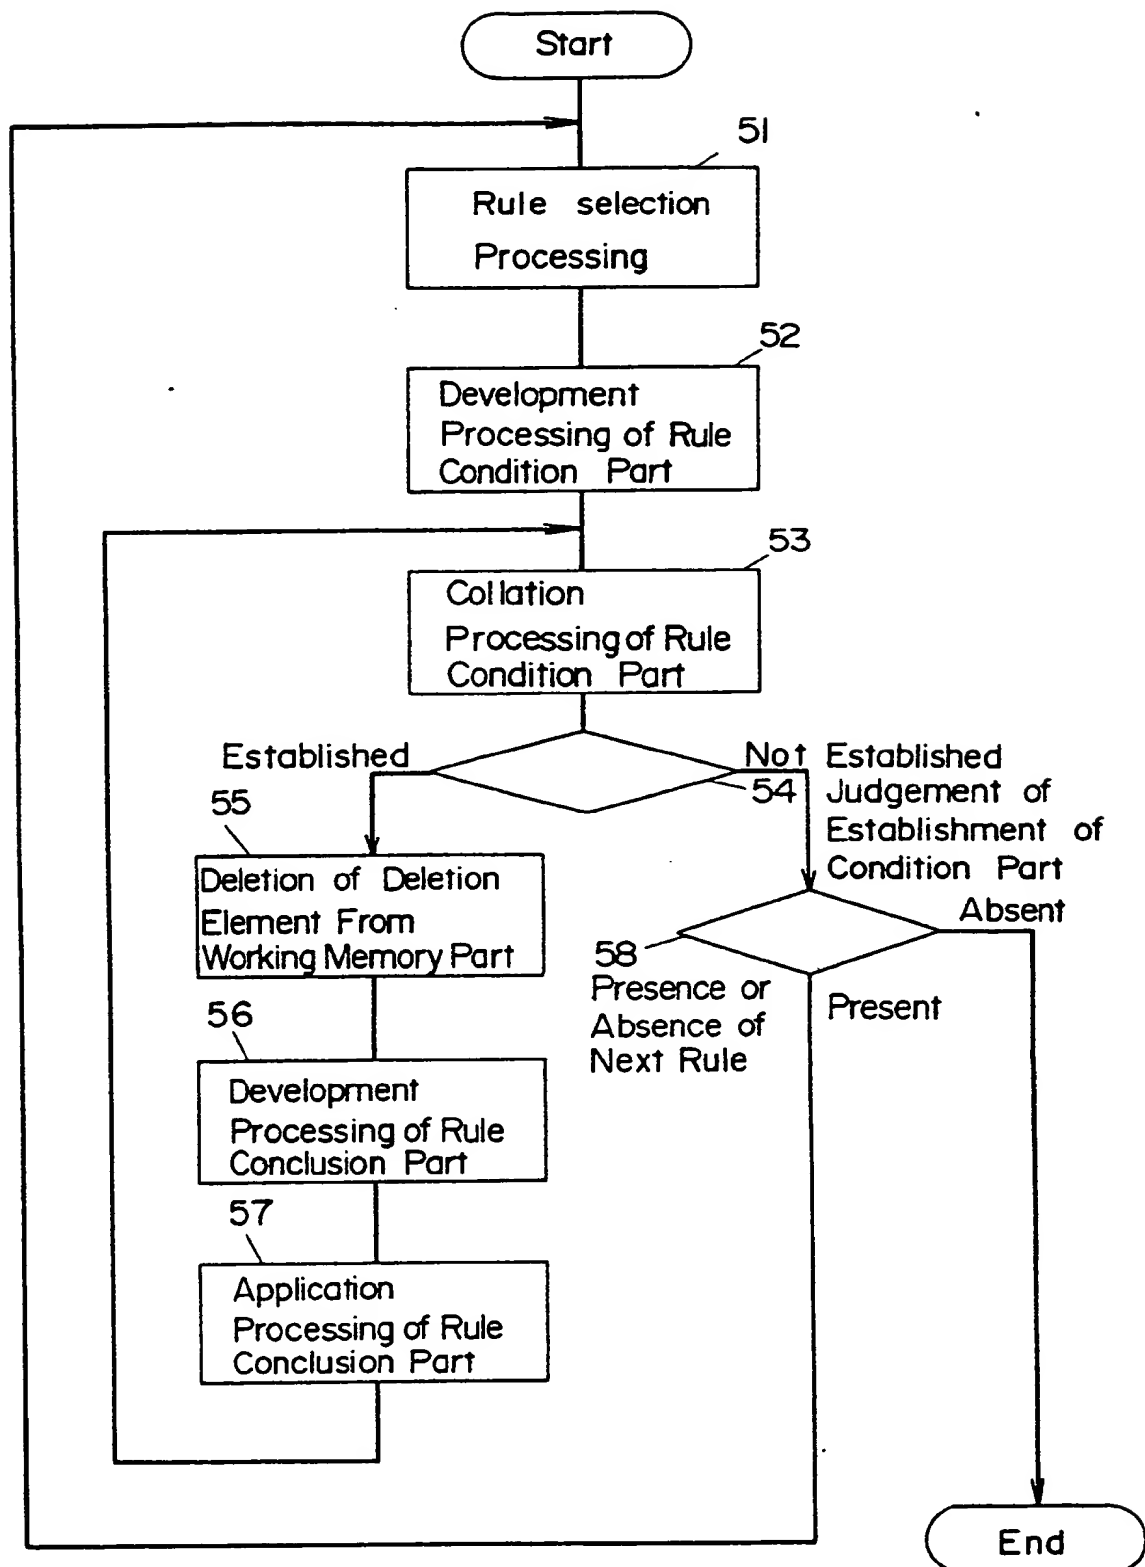 Start
51
Rule selection
Processing
52
Development
Processing of Rule
Condition Part
53
Collation
Processing of Rule
Condition Part
Established
Not Established
54
Judgement of
Establishment of
Condition Part
55
Deletion of Deletion
Element From
Working Memory Part
Absent
58
Presence or
Absence of
Next Rule
Present
56
Development
Processing of Rule
Conclusion Part
57
Application
Processing of Rule
Conclusion Part
End